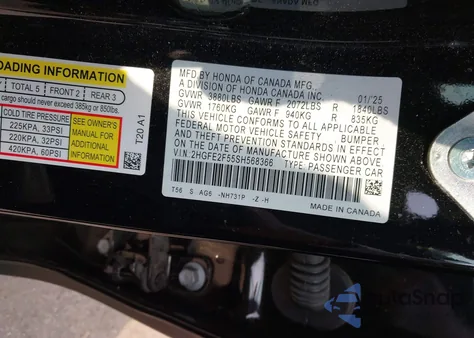 LOADING INFORMATION
TOTAL 5 FRONT 2 REAR 3
cargo should never exceed 385kg or 850lbs.
COLD TIRE PRESSURE
225KPA, 33PSI
220KPA, 32PSI
420KPA, 60PSI
SEE OWNER'S
MANUAL FOR
ADDITIONAL
INFORMATION
T20 A1
MFD BY HONDA OF CANADA MFG.,
A DIVISION OF HONDA CANADA INC. 01/25
GVWR 3880LBS GAWR F 2072LBS R 1840LBS
GVWR 1760KG GAWR F 940KG R 835KG
THIS VEHICLE CONFORMS TO ALL APPLICABLE
FEDERAL MOTOR VEHICLE SAFETY, BUMPER
AND THEFT PREVENTION STANDARDS IN EFFECT ON THE
DATE OF MANUFACTURE SHOWN ABOVE.
V.I.N. 2HGFE2F55SH568366 TYPE: PASSENGER CAR
T56 S AG6 -NH731P -Z -H
MADE IN CANADA
AutoSnap